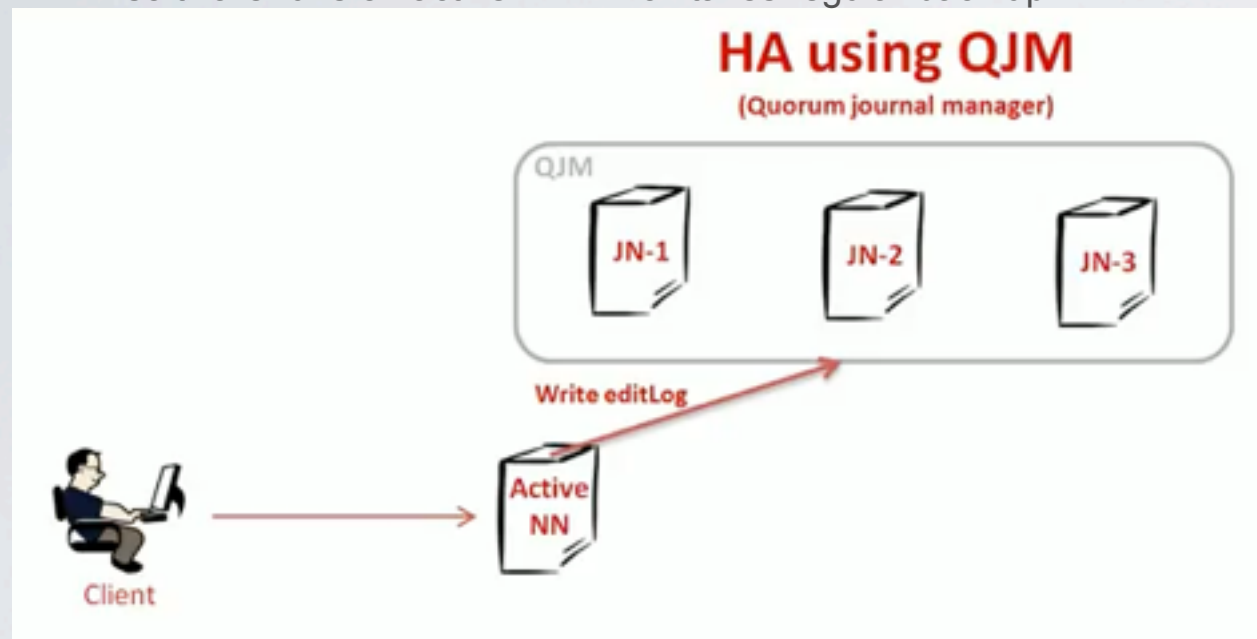 HA using QJM
(Quorum journal manager)
QJM
JN-1
JN-2
JN-3
Write editLog
Active
NN
Client